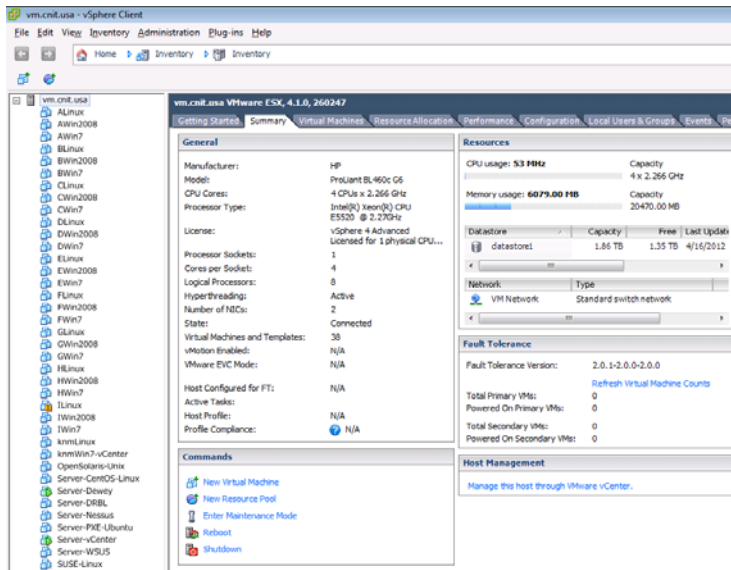 vm.cnit.usa - vSphere Client
File Edit View Inventory Administration Plug-ins Help
Home Inventory Inventory
vm.cnit.usa
ALinux
AWin2008
AWin7
BLinux
BWin2008
BWin7
CLinux
CWin2008
CWin7
DLinux
DWin2008
DWin7
ELinux
EWin2008
EWin7
FLinux
FWin2008
FWin7
GLinux
GWin2008
GWin7
HLinux
HWin2008
HWin7
ILinux
IWin2008
IWin7
knmLinux
knmWin7-vCenter
OpenSolaris-Unix
Server-CentOS-Linux
Server-Dewey
Server-DRBL
Server-Nessus
Server-PXE-Ubuntu
Server-vCenter
Server-WSUS
SUSE-Linux
vm.cnit.usa VMware ESX, 4.1.0, 260247
Getting Started Summary Virtual Machines Resource Allocation Performance Configuration Local Users & Groups Events Pe
General
Manufacturer: HP
Model: ProLiant BL460c G6
CPU Cores: 4 CPUs x 2.266 GHz
Processor Type: Intel(R) Xeon(R) CPU
E5520 @ 2.27GHz
License: vSphere 4 Advanced
Licensed for 1 physical CPU...
Processor Sockets: 1
Cores per Socket: 4
Logical Processors: 8
Hyperthreading: Active
Number of NICs: 2
State: Connected
Virtual Machines and Templates: 38
vMotion Enabled: N/A
VMware EVC Mode: N/A
Host Configured for FT: N/A
Active Tasks:
Host Profile: N/A
Profile Compliance: N/A
Commands
New Virtual Machine
New Resource Pool
Enter Maintenance Mode
Reboot
Shutdown
Resources
CPU usage: 53 MHz Capacity
4 x 2.266 GHz
Memory usage: 6079.00 MB Capacity
20470.00 MB
Datastore Capacity Free Last Update
datastore1 1.86 TB 1.35 TB 4/16/2012
Network Type
VM Network Standard switch network
Fault Tolerance
Fault Tolerance Version: 2.0.1-2.0.0-2.0.0
Refresh Virtual Machine Counts
Total Primary VMs: 0
Powered On Primary VMs: 0
Total Secondary VMs: 0
Powered On Secondary VMs: 0
Host Management
Manage this host through VMware vCenter.